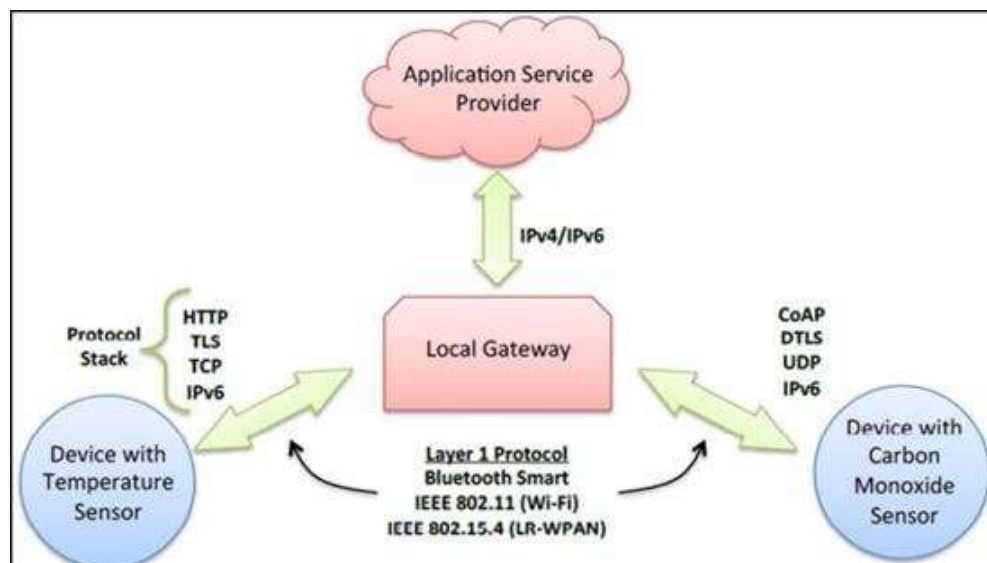 Application Service
Provider
IPv4/IPv6
Protocol
Stack
HTTP
TLS
TCP
IPv6
Local Gateway
CoAP
DTLS
UDP
IPv6
Device with
Temperature
Sensor
Layer 1 Protocol
Bluetooth Smart
IEEE 802.11 (Wi-Fi)
IEEE 802.15.4 (LR-WPAN)
Device with
Carbon
Monoxide
Sensor